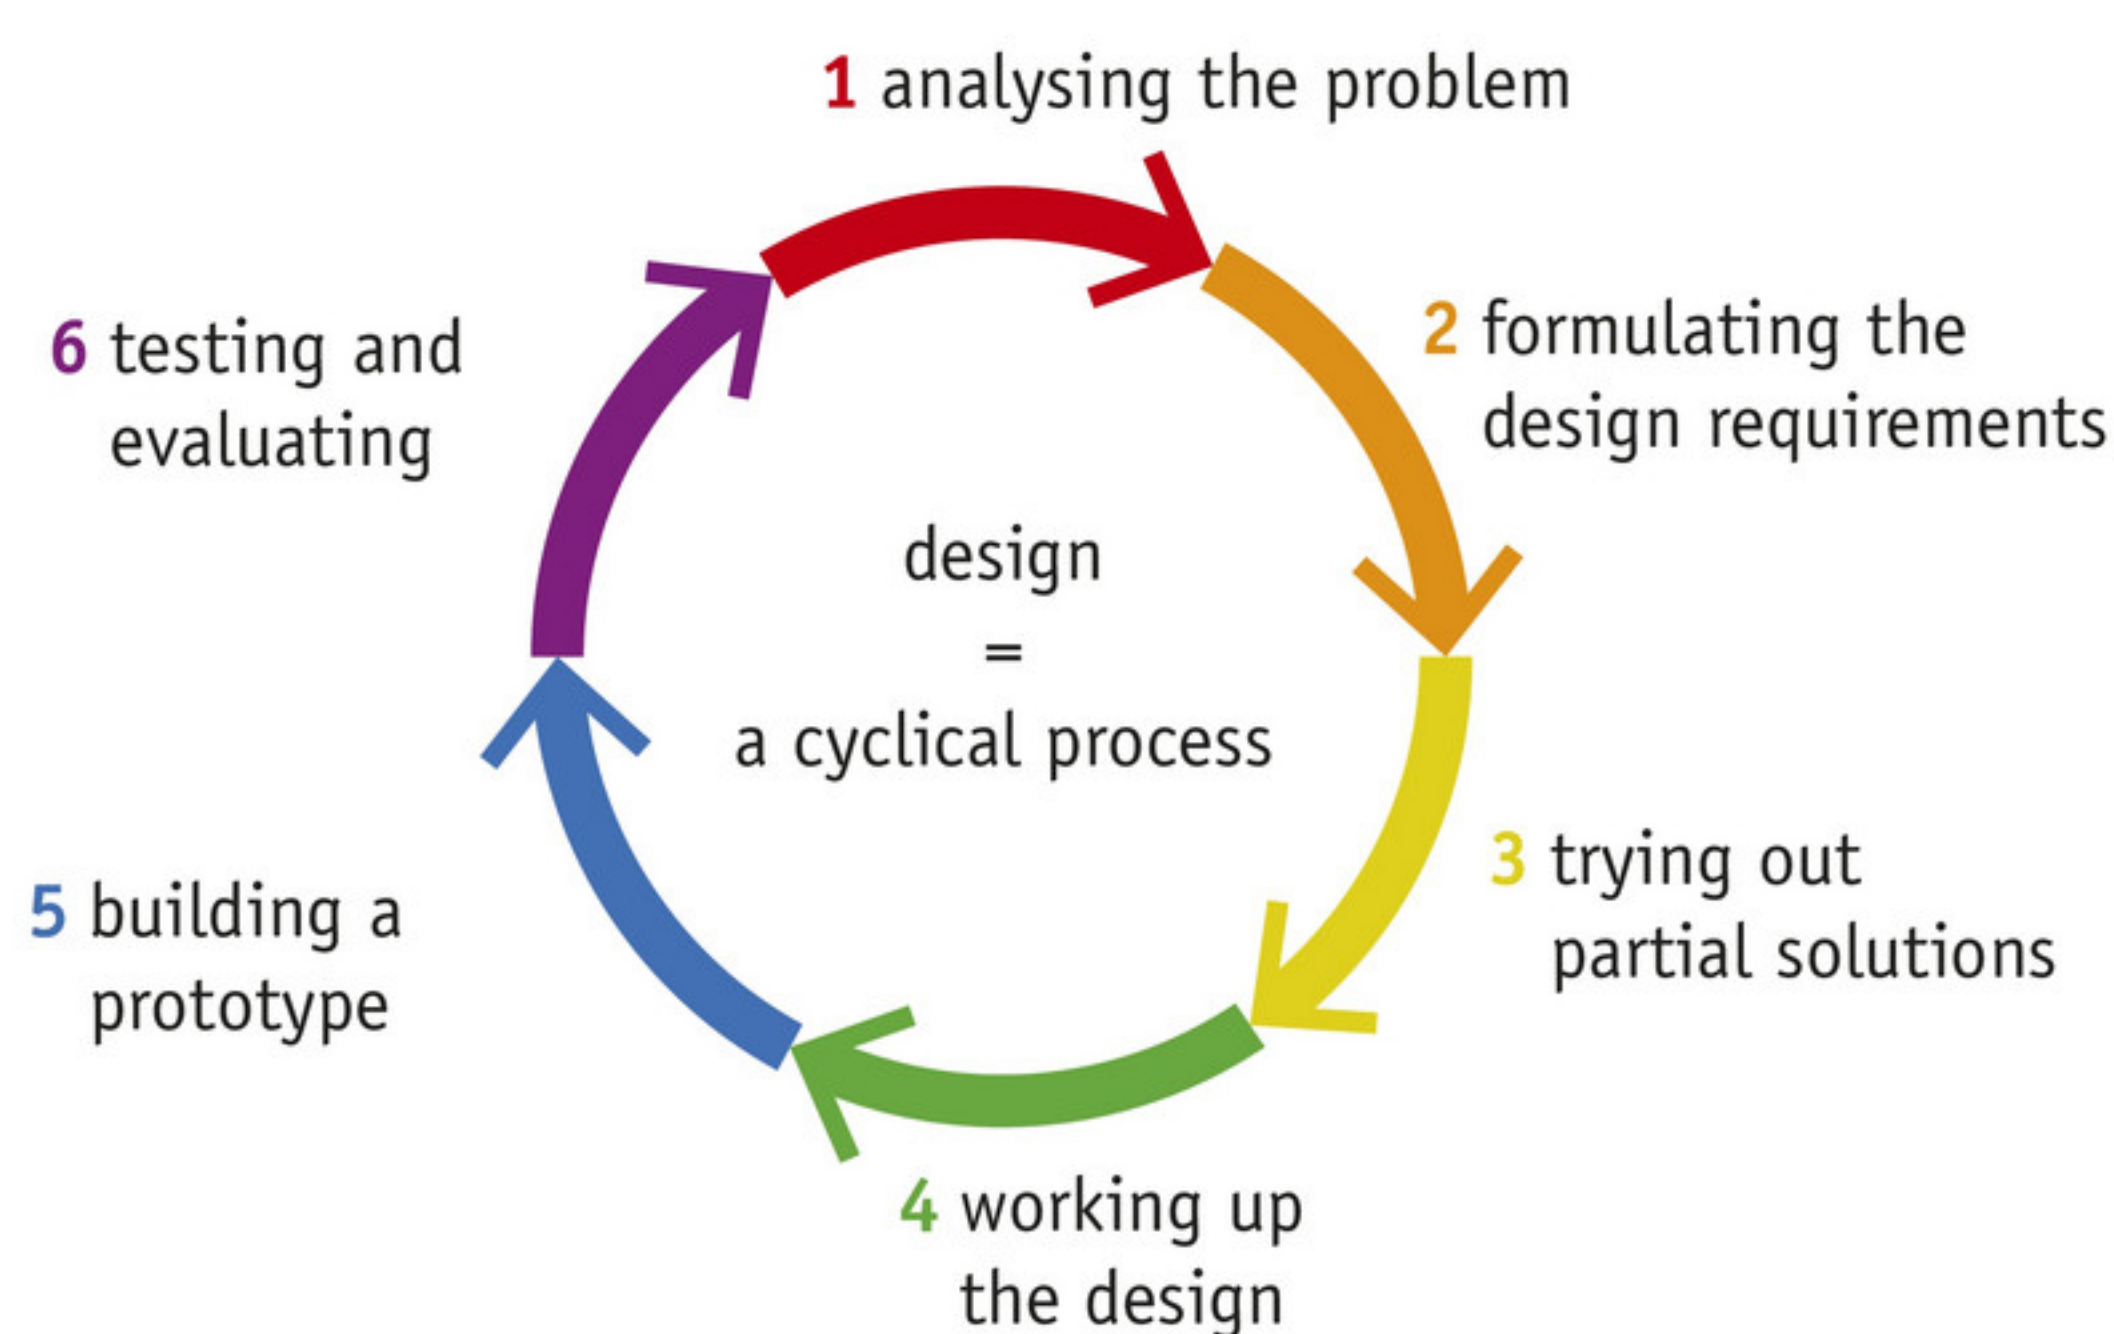 1 analysing the problem
2 formulating the
design requirements
3 trying out
partial solutions
4 working up
the design
5 building a
prototype
6 testing and
evaluating
design
=
a cyclical process